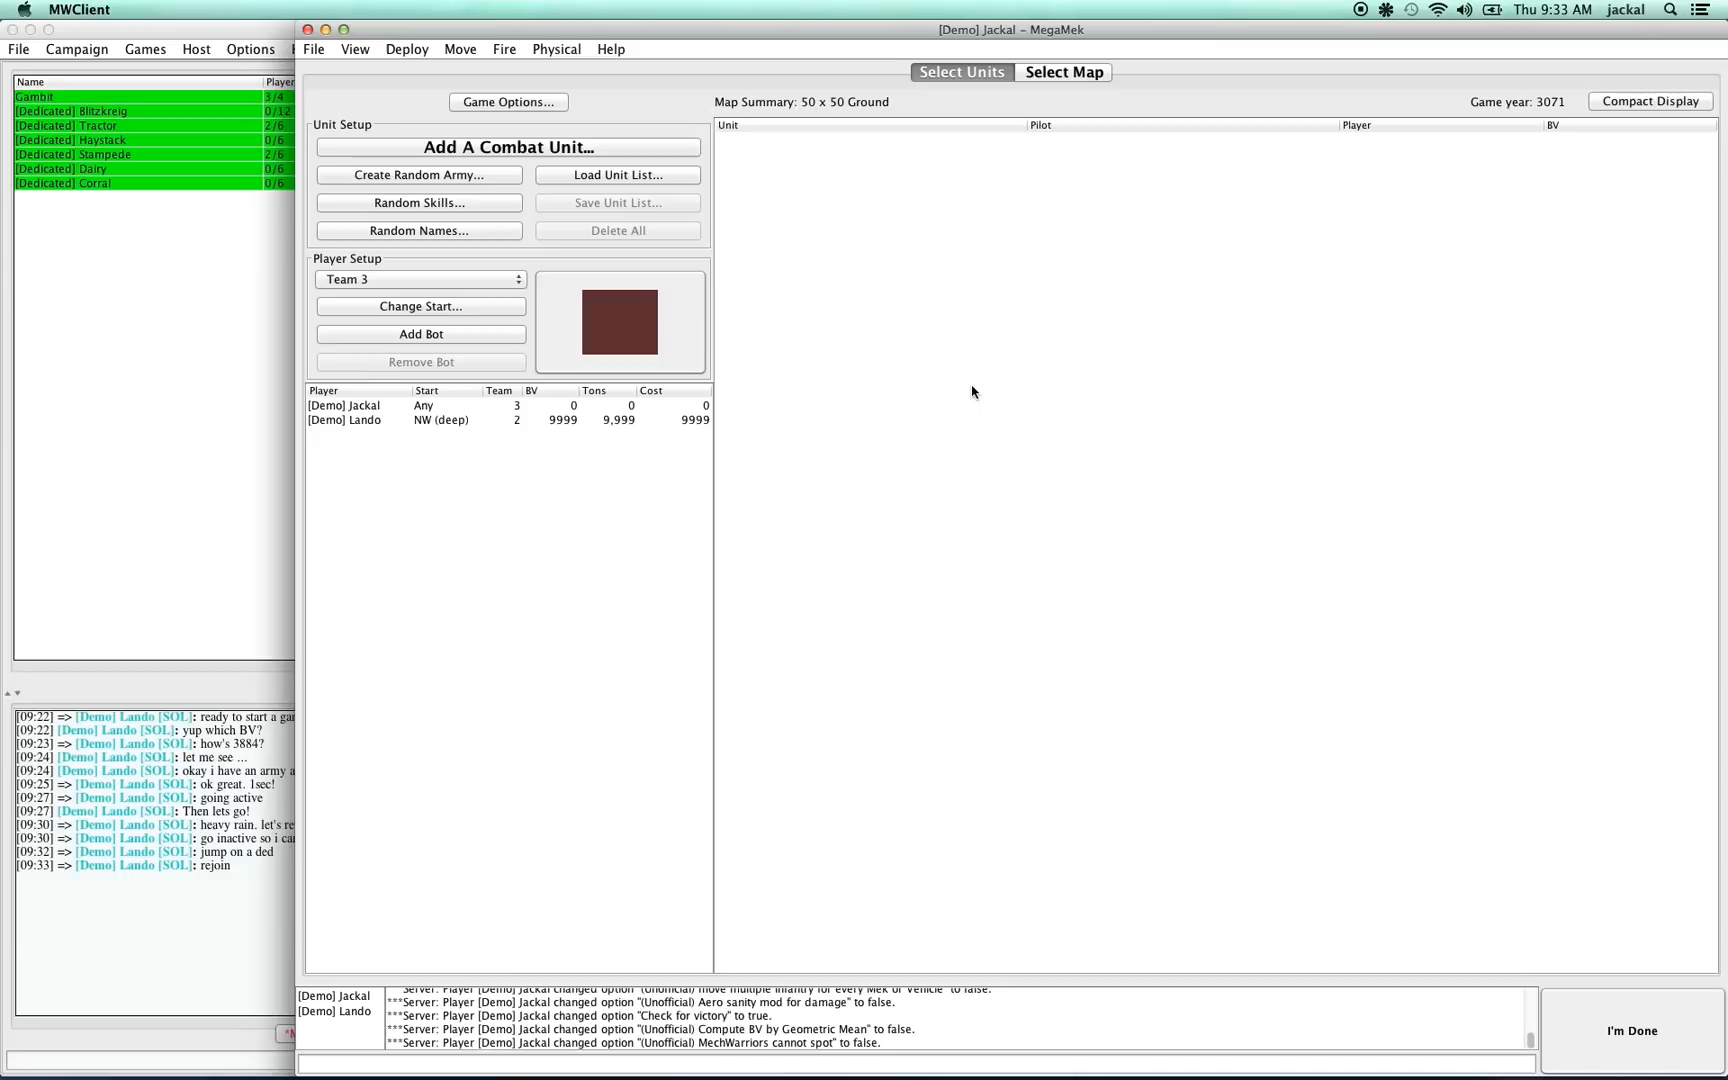 MWClient
Thu 9:33 AM jackal
[Demo] Jackal – MegaMek
File Campaign Games Host Options
File View Deploy Move Fire Physical Help
Name Player
Gambit 3/4
[Dedicated] Blitzkreig 0/12
[Dedicated] Tractor 2/6
[Dedicated] Haystack 0/6
[Dedicated] Stampede 2/6
[Dedicated] Dairy 0/6
[Dedicated] Corral 0/6
Select Units Select Map
Game Options...
Map Summary: 50 x 50 Ground
Game year: 3071
Compact Display
Unit Setup
Add A Combat Unit...
Create Random Army... Load Unit List...
Random Skills... Save Unit List...
Random Names... Delete All
Player Setup
Team 3
Change Start...
Add Bot
Remove Bot
Player Start Team BV Tons Cost
[Demo] Jackal Any 3 0 0 0
[Demo] Lando NW (deep) 2 9999 9,999 9999
Unit Pilot Player BV
[09:22] => [Demo] Lando [SOL]: ready to start a gar
[09:22] [Demo] Lando [SOL]: yup which BV?
[09:23] => [Demo] Lando [SOL]: how's 3884?
[09:24] [Demo] Lando [SOL]: let me see ...
[09:24] [Demo] Lando [SOL]: okay i have an army a
[09:25] => [Demo] Lando [SOL]: ok great. 1sec!
[09:27] => [Demo] Lando [SOL]: going active
[09:27] [Demo] Lando [SOL]: Then lets go!
[09:30] => [Demo] Lando [SOL]: heavy rain. let's re
[09:30] => [Demo] Lando [SOL]: go inactive so i ca
[09:32] => [Demo] Lando [SOL]: jump on a ded
[09:33] => [Demo] Lando [SOL]: rejoin
[Demo] Jackal
[Demo] Lando
***Server: Player [Demo] Jackal changed option "(Unofficial) Aero sanity mod for damage" to false.
***Server: Player [Demo] Jackal changed option "Check for victory" to true.
***Server: Player [Demo] Jackal changed option "(Unofficial) Compute BV by Geometric Mean" to false.
***Server: Player [Demo] Jackal changed option "(Unofficial) MechWarriors cannot spot" to false.
I'm Done